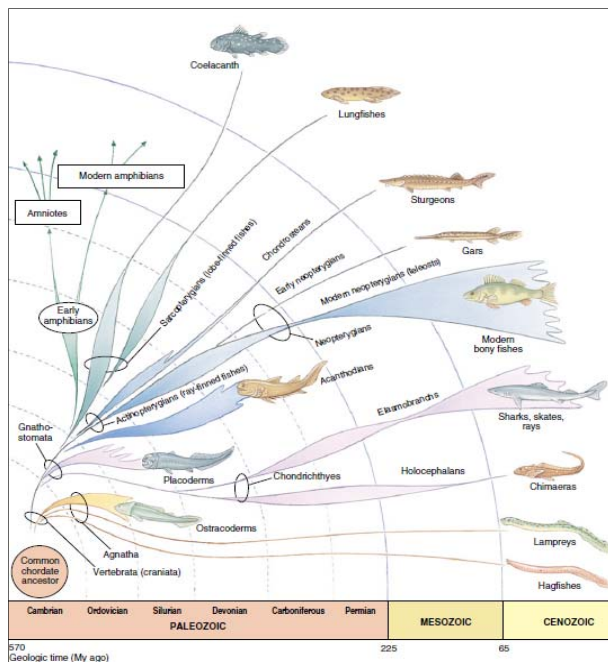 Coelacanth
Lungfishes
Modern amphibians
Amniotes
Sturgeons
Chondrosteans
Sarcopterygians (lobe-finned fishes)
Gars
Early neopterygians
Early
amphibians
Modern neopterygians (teleosts)
Neopterygians
Modern
bony fishes
Acanthodians
Actinopterygians (ray-finned fishes)
Elasmobranchs
Sharks, skates,
rays
Gnatho-
stomata
Placoderms
Chondrichthyes
Holocephalans
Chimaeras
Ostracoderms
Lampreys
Agnatha
Vertebrata (craniata)
Common
chordate
ancestor
Hagfishes
Cambrian Ordovician Silurian Devonian Carboniferous Permian
PALEOZOIC MESOZOIC CENOZOIC
570 225 65
Geologic time (My ago)